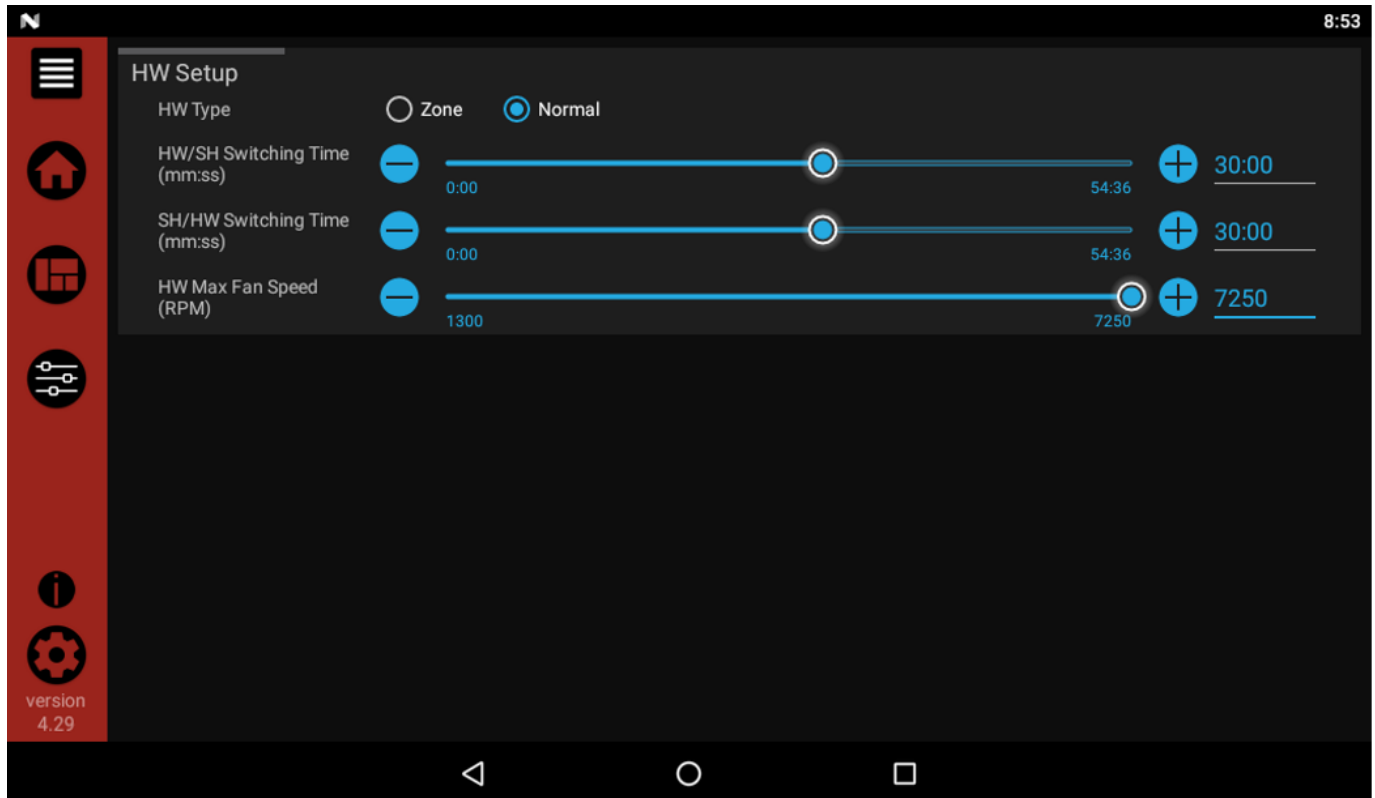 8:53
HW Setup
HW Type Zone Normal
HW/SH Switching Time
(mm:ss)
30:00
0:00 54:36
SH/HW Switching Time
(mm:ss)
30:00
0:00 54:36
HW Max Fan Speed
(RPM)
7250
1300 7250
version
4.29